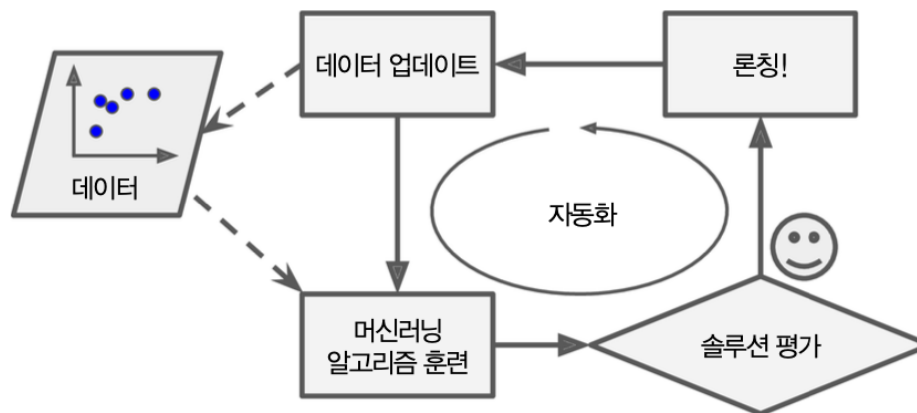 데이터 업데이트
론칭!
데이터
자동화
머신러닝
알고리즘 훈련
솔루션 평가